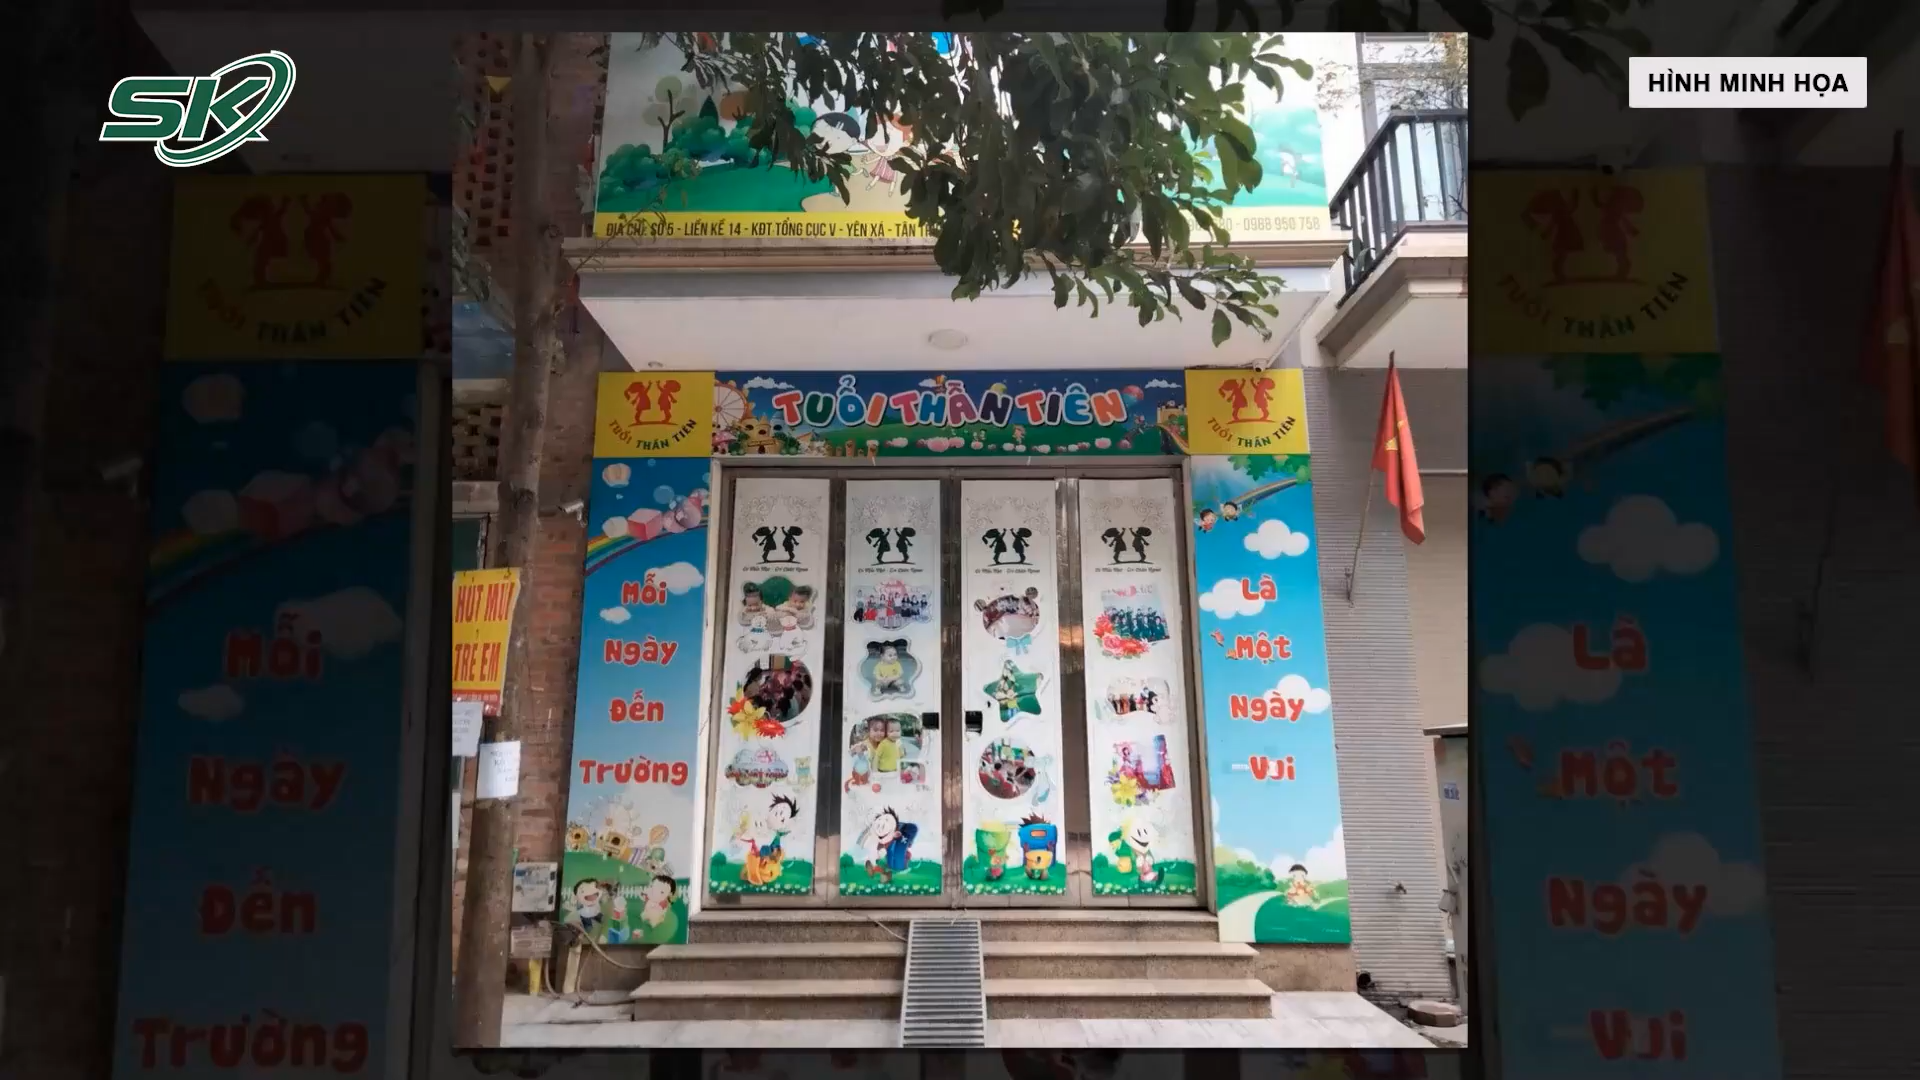 SK
HÌNH MINH HỌA
ĐỊA CHỈ: SỐ 5 - LIỀN KỀ 14 - KĐT TỔNG CỤC V - YÊN XÁ - TÂN
- 0968 950 758
TUỔI THẦN TIÊN
TUỔI THẦN TIÊN
TUỔI THẦN TIÊN
Mỗi
Ngày
Đến
Trường
Là
Một
Ngày
Vui
HÚT MŨI
TRẺ EM